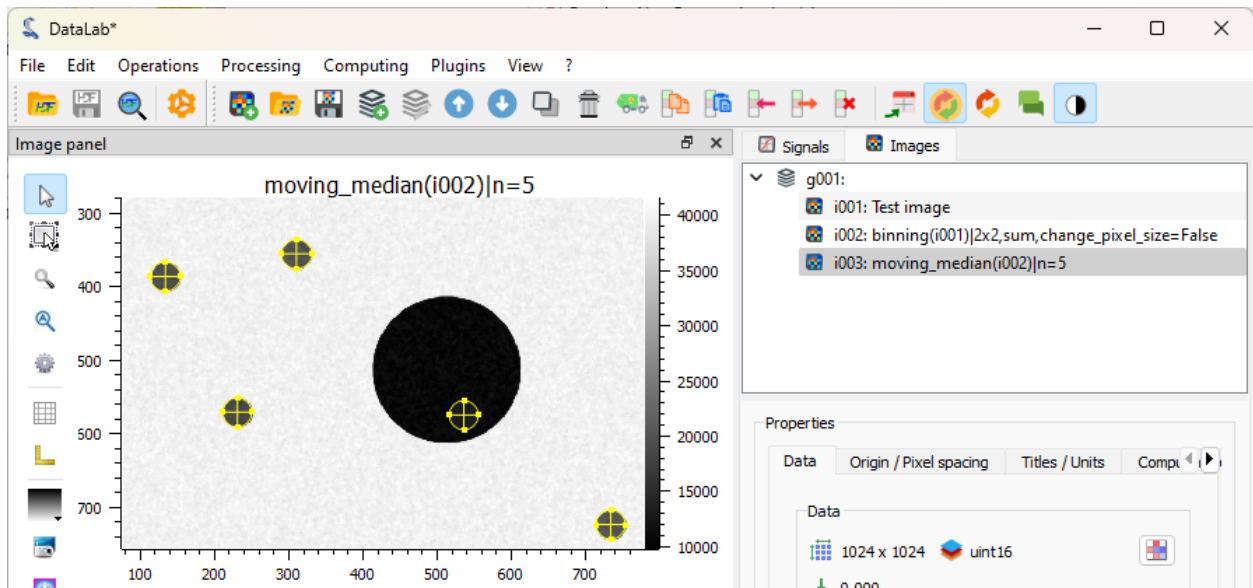 DataLab*
File Edit Operations Processing Computing Plugins View ?
Image panel
Signals Images
moving_median(i002)|n=5
g001:
i001: Test image
i002: binning(i001)|2x2,sum,change_pixel_size=False
i003: moving_median(i002)|n=5
300
400
500
500
700
40000
35000
30000
25000
20000
15000
10000
100 200 300 400 500 600 700
Properties
Data Origin / Pixel spacing Titles / Units
Data
1024 x 1024 uint16
0.000